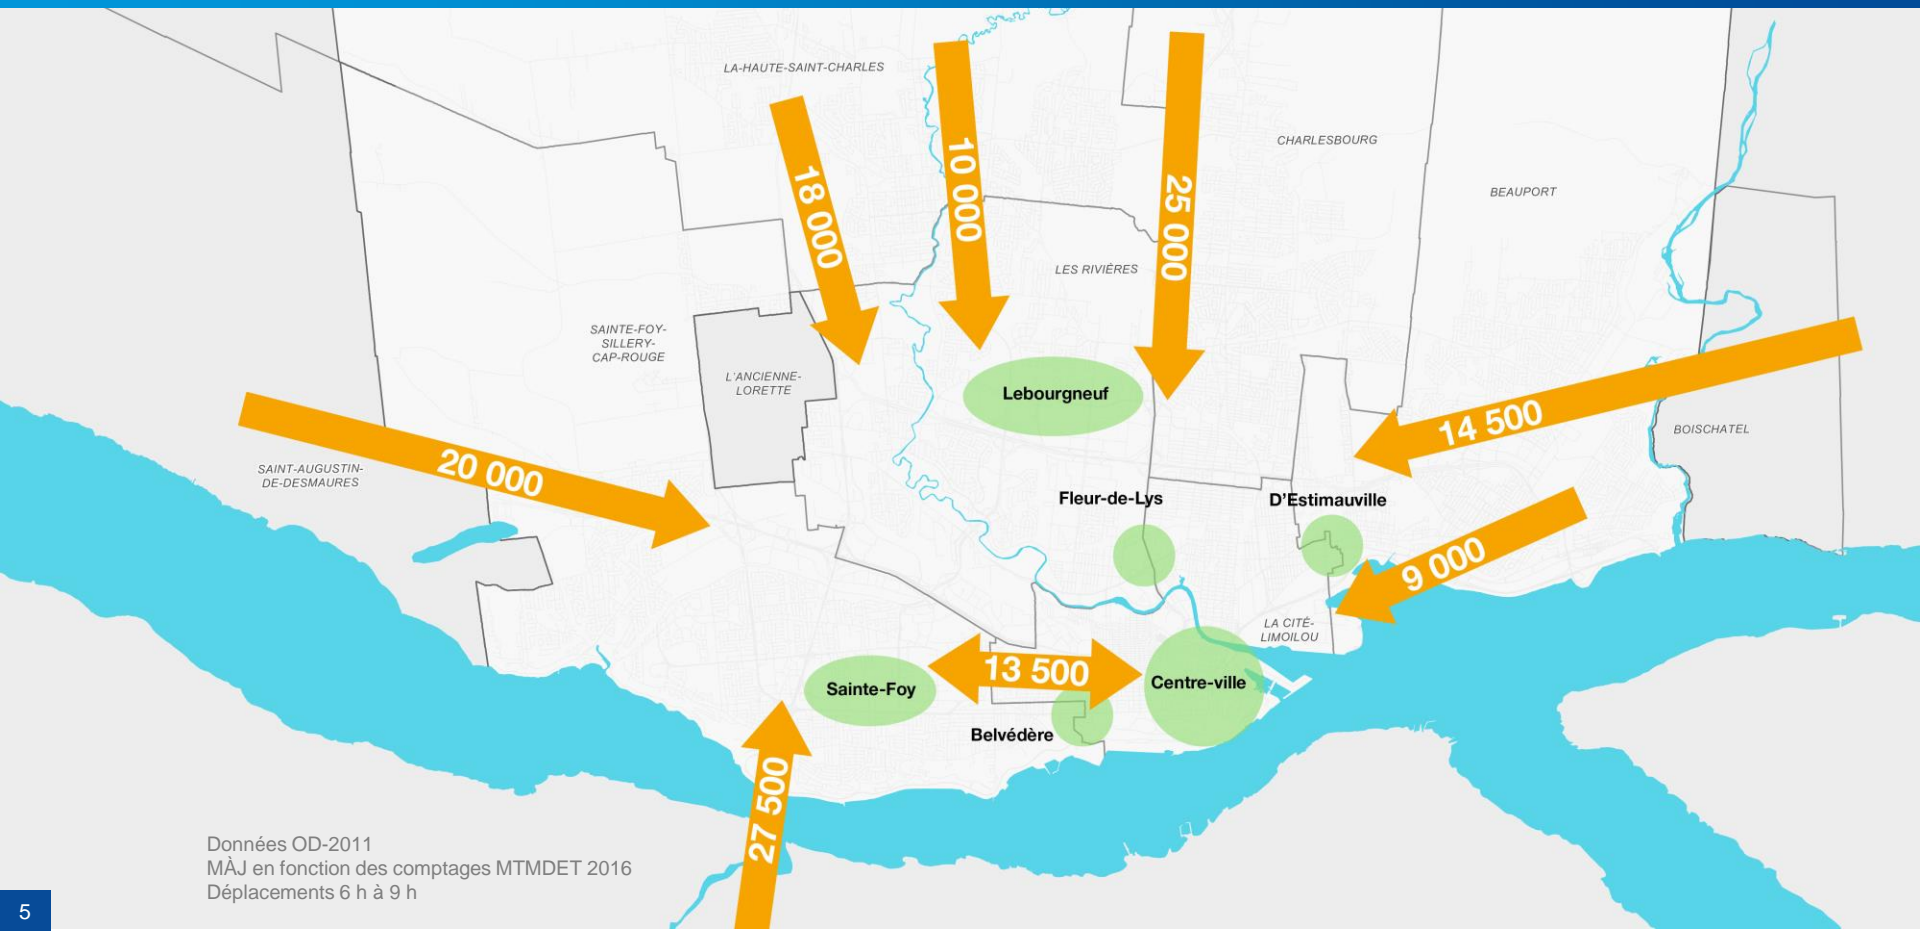 LA-HAUTE-SAINT-CHARLES
18 000
10 000
25 000
CHARLESBOURG
BEAUPORT
LES RIVIÈRES
SAINTE-FOY-
SILLERY-
CAP-ROUGE
L'ANCIENNE-
LORETTE
Lebourgneuf
14 500
BOISCHATEL
SAINT-AUGUSTIN-
DE-DESMAURES
20 000
Fleur-de-Lys
D'Estimauville
9 000
LA CITÉ-
LIMOILOU
13 500
Sainte-Foy
Centre-ville
Belvédère
27 500
Données OD-2011
MÀJ en fonction des comptages MTMDET 2016
Déplacements 6 h à 9 h
5